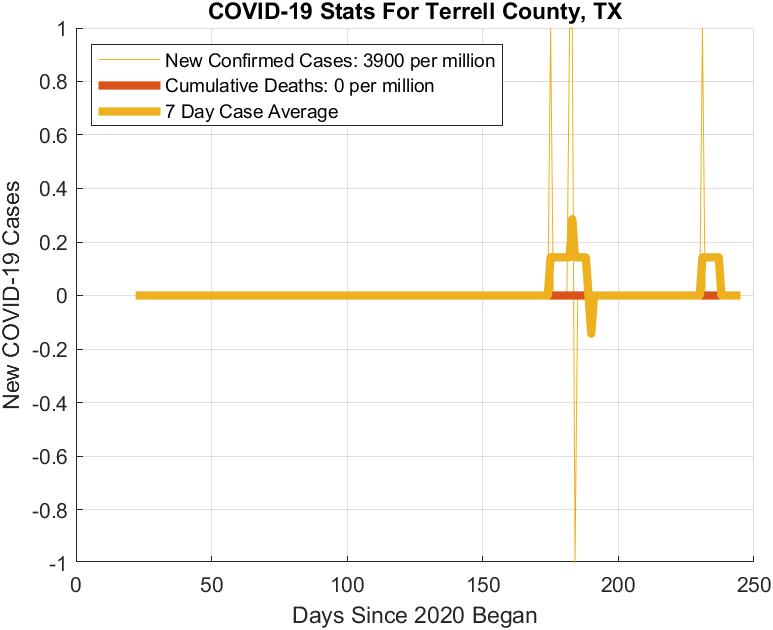 COVID-19 Stats For Terrell County, TX
New Confirmed Cases: 3900 per million
Cumulative Deaths: 0 per million
7 Day Case Average
New COVID-19 Cases
1
0.8
0.6
0.4
0.2
0
-0.2
-0.4
-0.6
-0.8
-1
0 50 100 150 200 250
Days Since 2020 Began